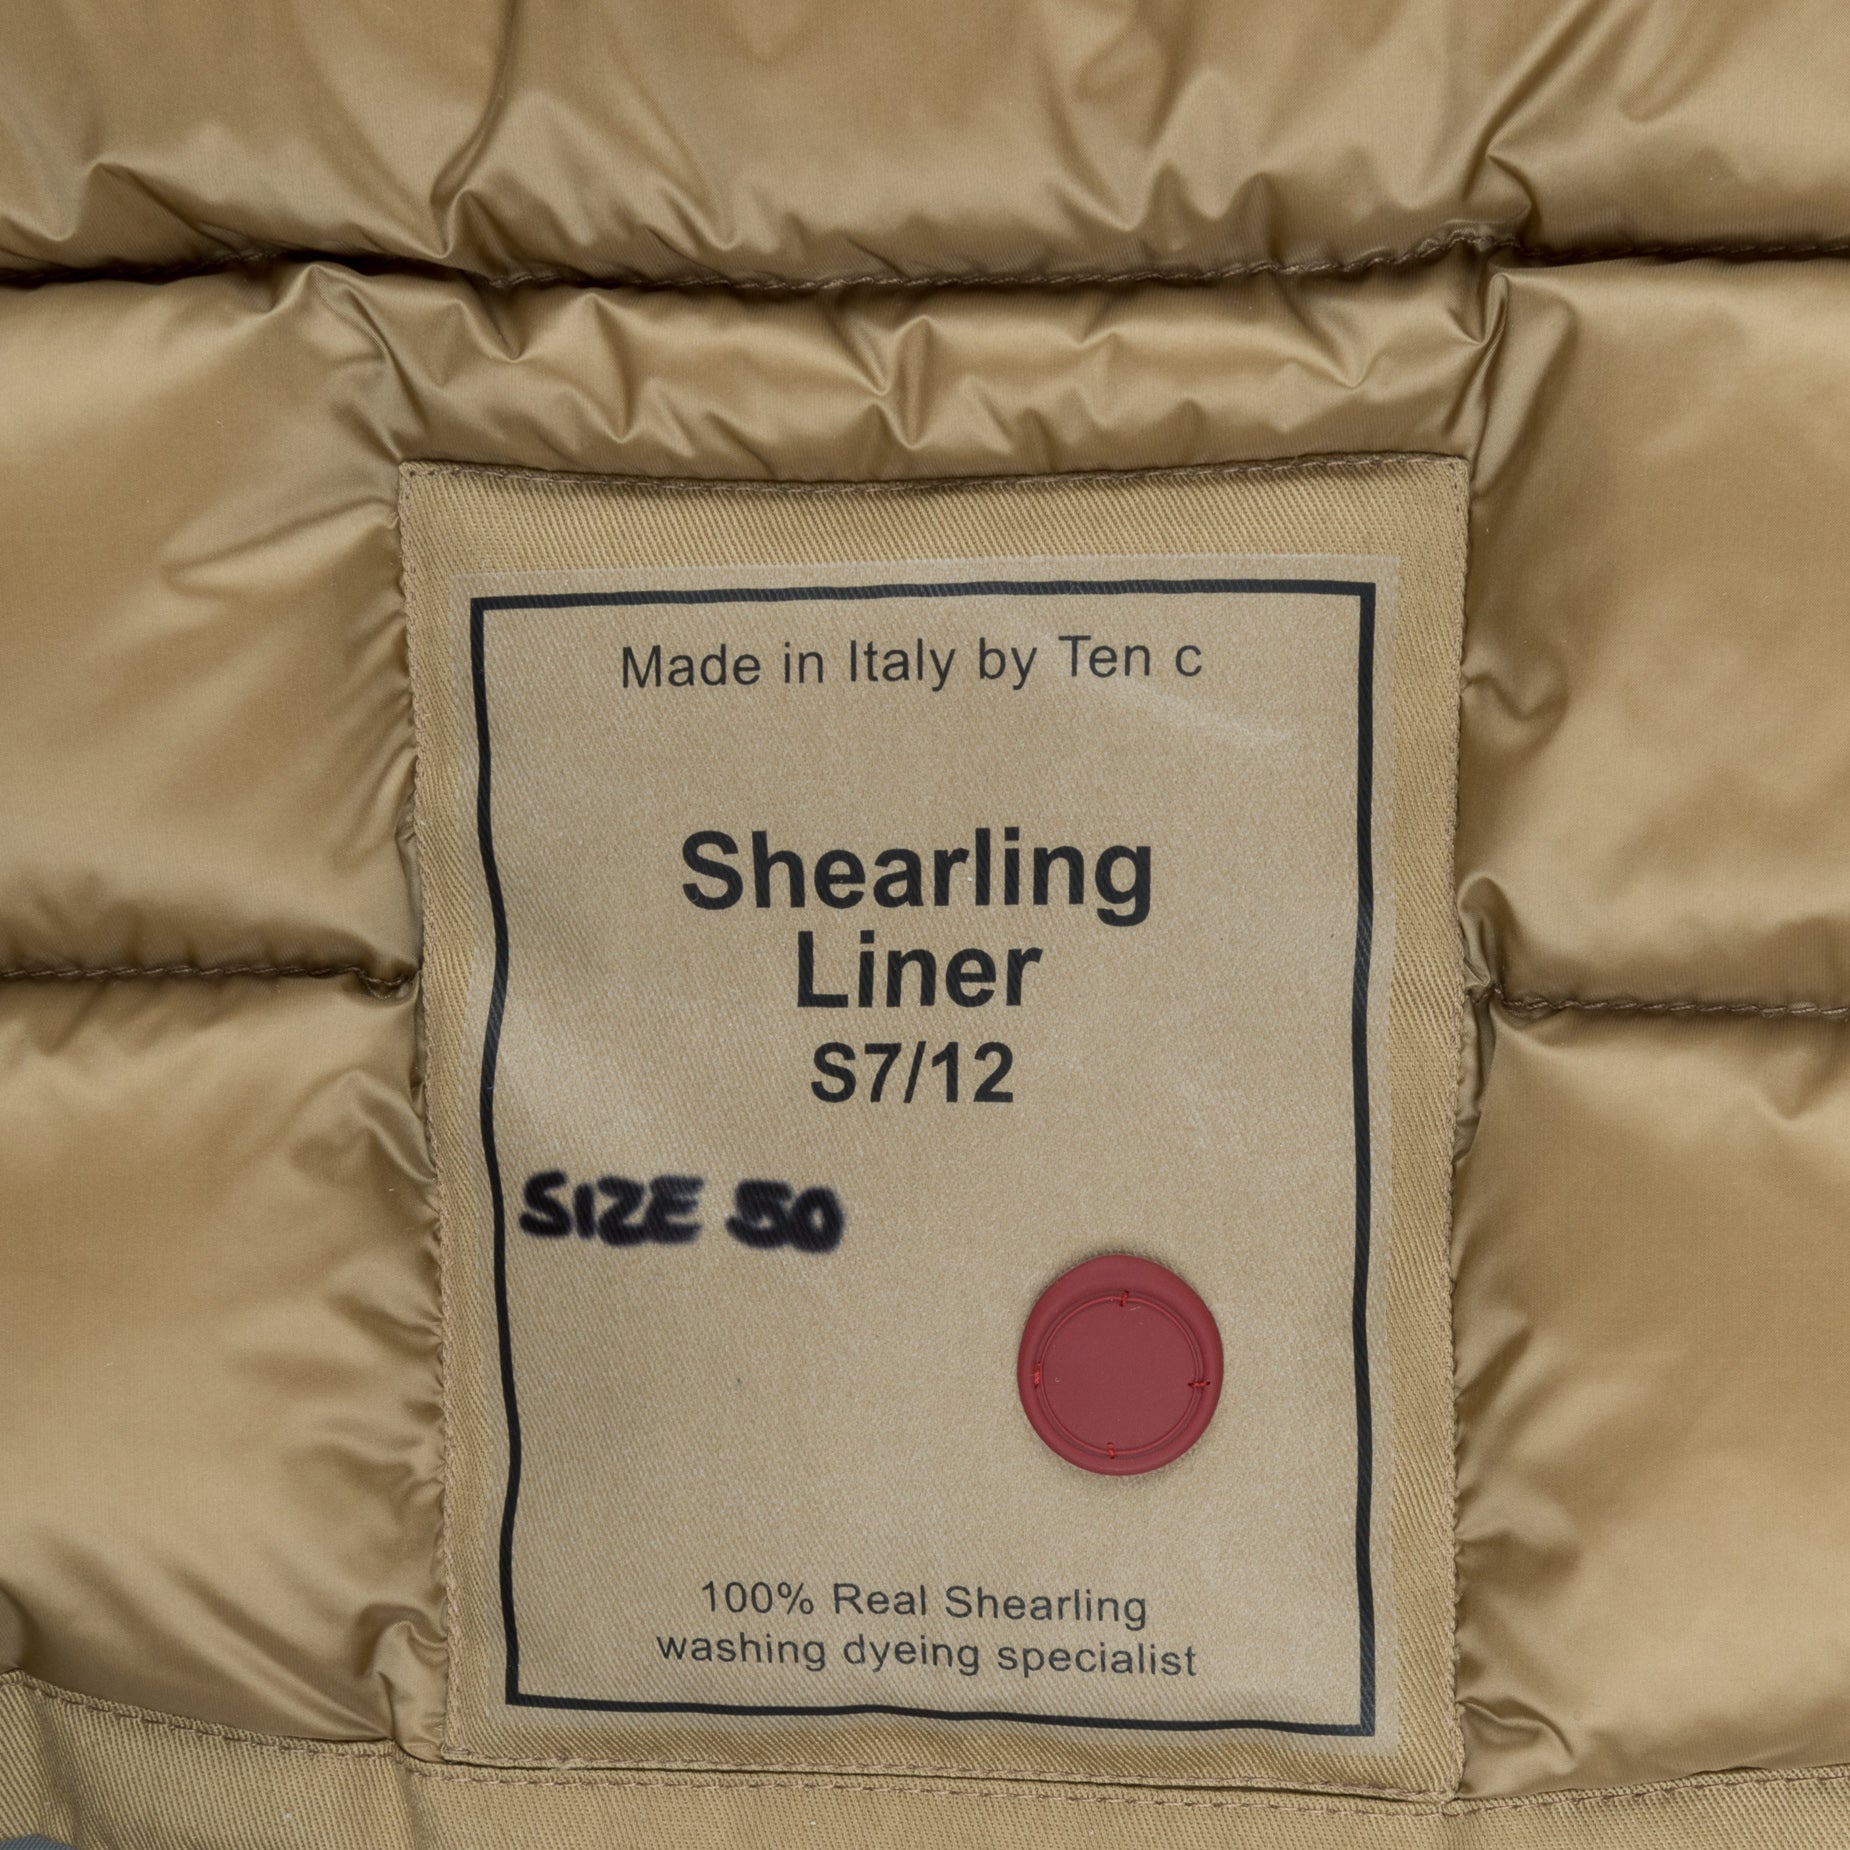 Made in Italy by Ten c
Shearling
Liner
S7/12
SIZE 50
100% Real Shearling
washing dyeing specialist